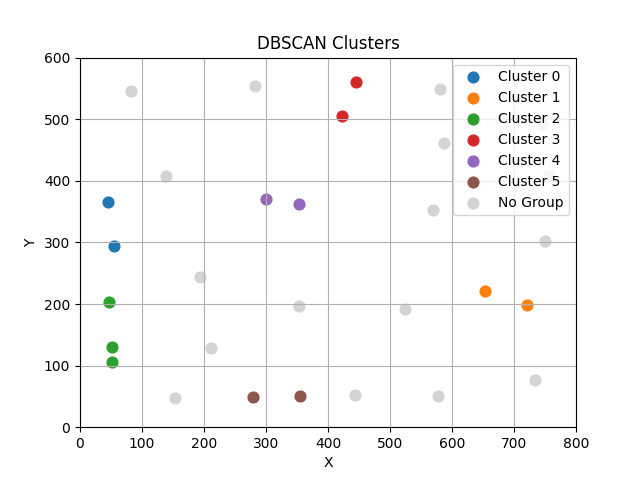 DBSCAN Clusters
600
500
400
300
200
100
0
Y
0 100 200 300 400 500 600 700 800
X
Cluster 0
Cluster 1
Cluster 2
Cluster 3
Cluster 4
Cluster 5
No Group